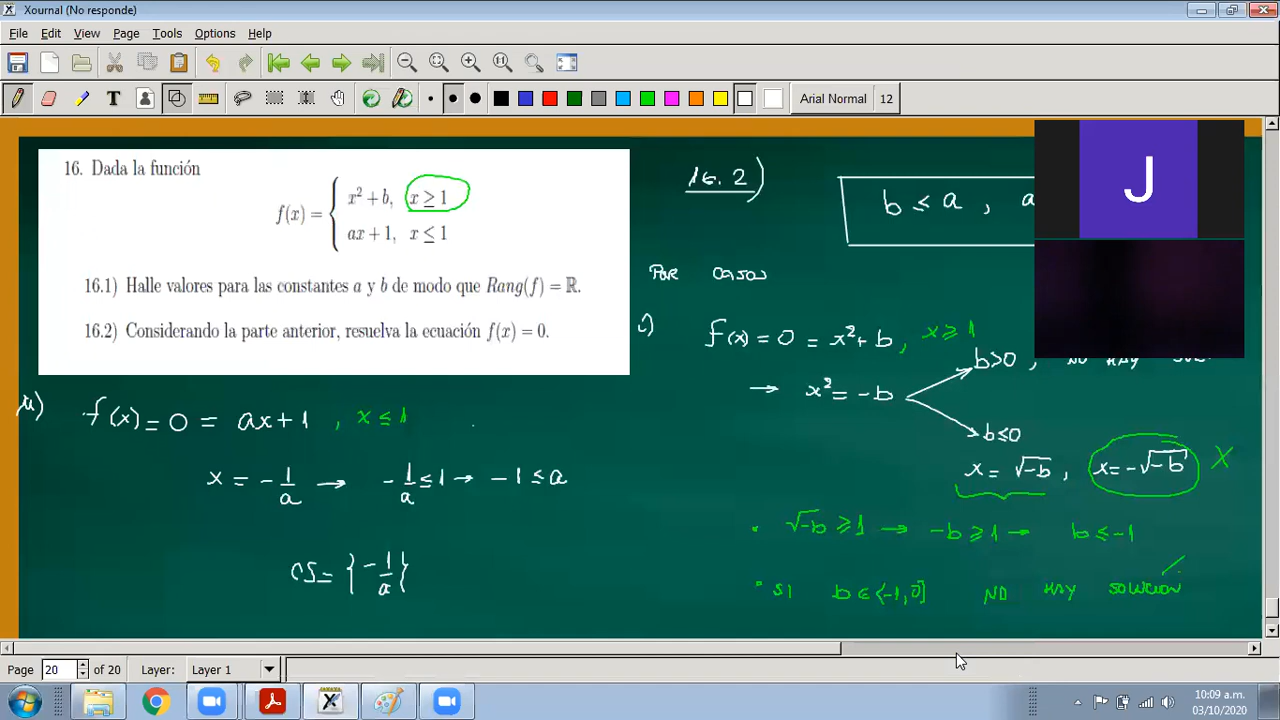 Xournal (No responde)
File Edit View Page Tools Options Help
Arial Normal 12
16. Dada la función
f(x) = { x² + b, x ≥ 1
ax + 1, x ≤ 1
16.1) Halle valores para las constantes a y b de modo que Rang(f) = ℝ.
16.2) Considerando la parte anterior, resuelva la ecuación f(x) = 0.
16.2)
b ≤ a , a
Por casos
i) f(x) = 0 = x² + b, x ≥ 1
→ x² = -b
b>0, NO HAY
b≤0
x = √-b, x = -√-b X
• √-b ≥ 1 → -b ≥ 1 → b ≤ -1
• SI b ∈ ⟨-1, 0] NO HAY SOLUCION
ii) f(x) = 0 = ax + 1, x ≤ 1
x = -1/a → -1/a ≤ 1 → -1 ≤ a
CS = {-1/a}
J
Page 20 of 20 Layer: Layer 1
10:09 a.m.
03/10/2020